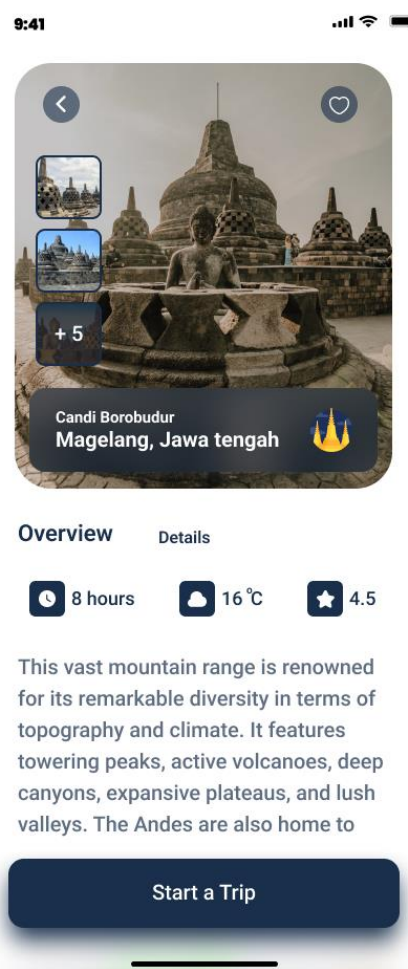 9:41
+ 5
Candi Borobudur
Magelang, Jawa tengah
Overview
Details
8 hours
16 °C
4.5
This vast mountain range is renowned
for its remarkable diversity in terms of
topography and climate. It features
towering peaks, active volcanoes, deep
canyons, expansive plateaus, and lush
valleys. The Andes are also home to
Start a Trip